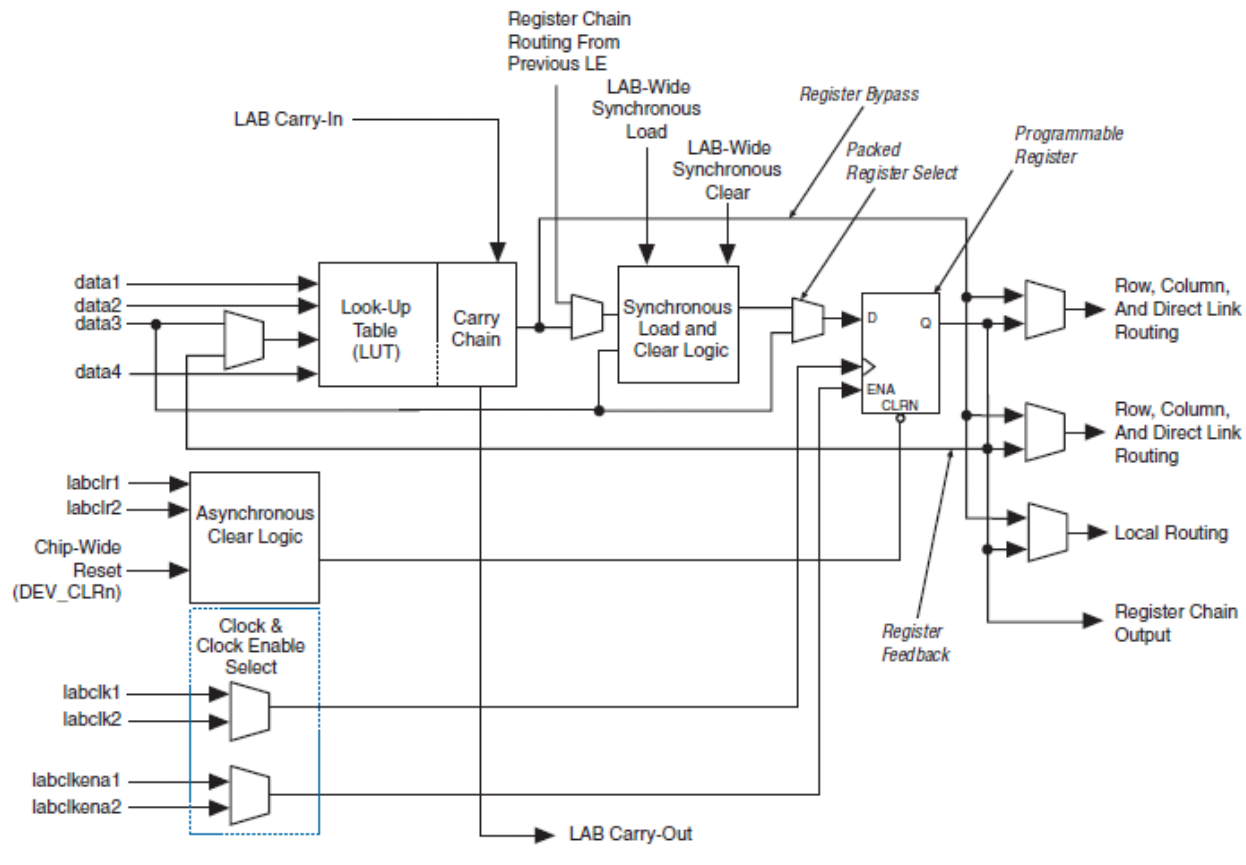 Register Chain
Routing From
Previous LE
LAB-Wide
Synchronous
Load
Register Bypass
LAB Carry-In
LAB-Wide
Synchronous
Clear
Packed
Register Select
Programmable
Register
data1
data2
data3
data4
Look-Up
Table
(LUT)
Carry
Chain
Synchronous
Load and
Clear Logic
D
Q
ENA
CLRN
Row, Column,
And Direct Link
Routing
Row, Column,
And Direct Link
Routing
labclr1
labclr2
Chip-Wide
Reset
(DEV_CLRn)
Asynchronous
Clear Logic
Local Routing
Register Chain
Output
Register
Feedback
Clock &
Clock Enable
Select
labclk1
labclk2
labclkena1
labclkena2
LAB Carry-Out